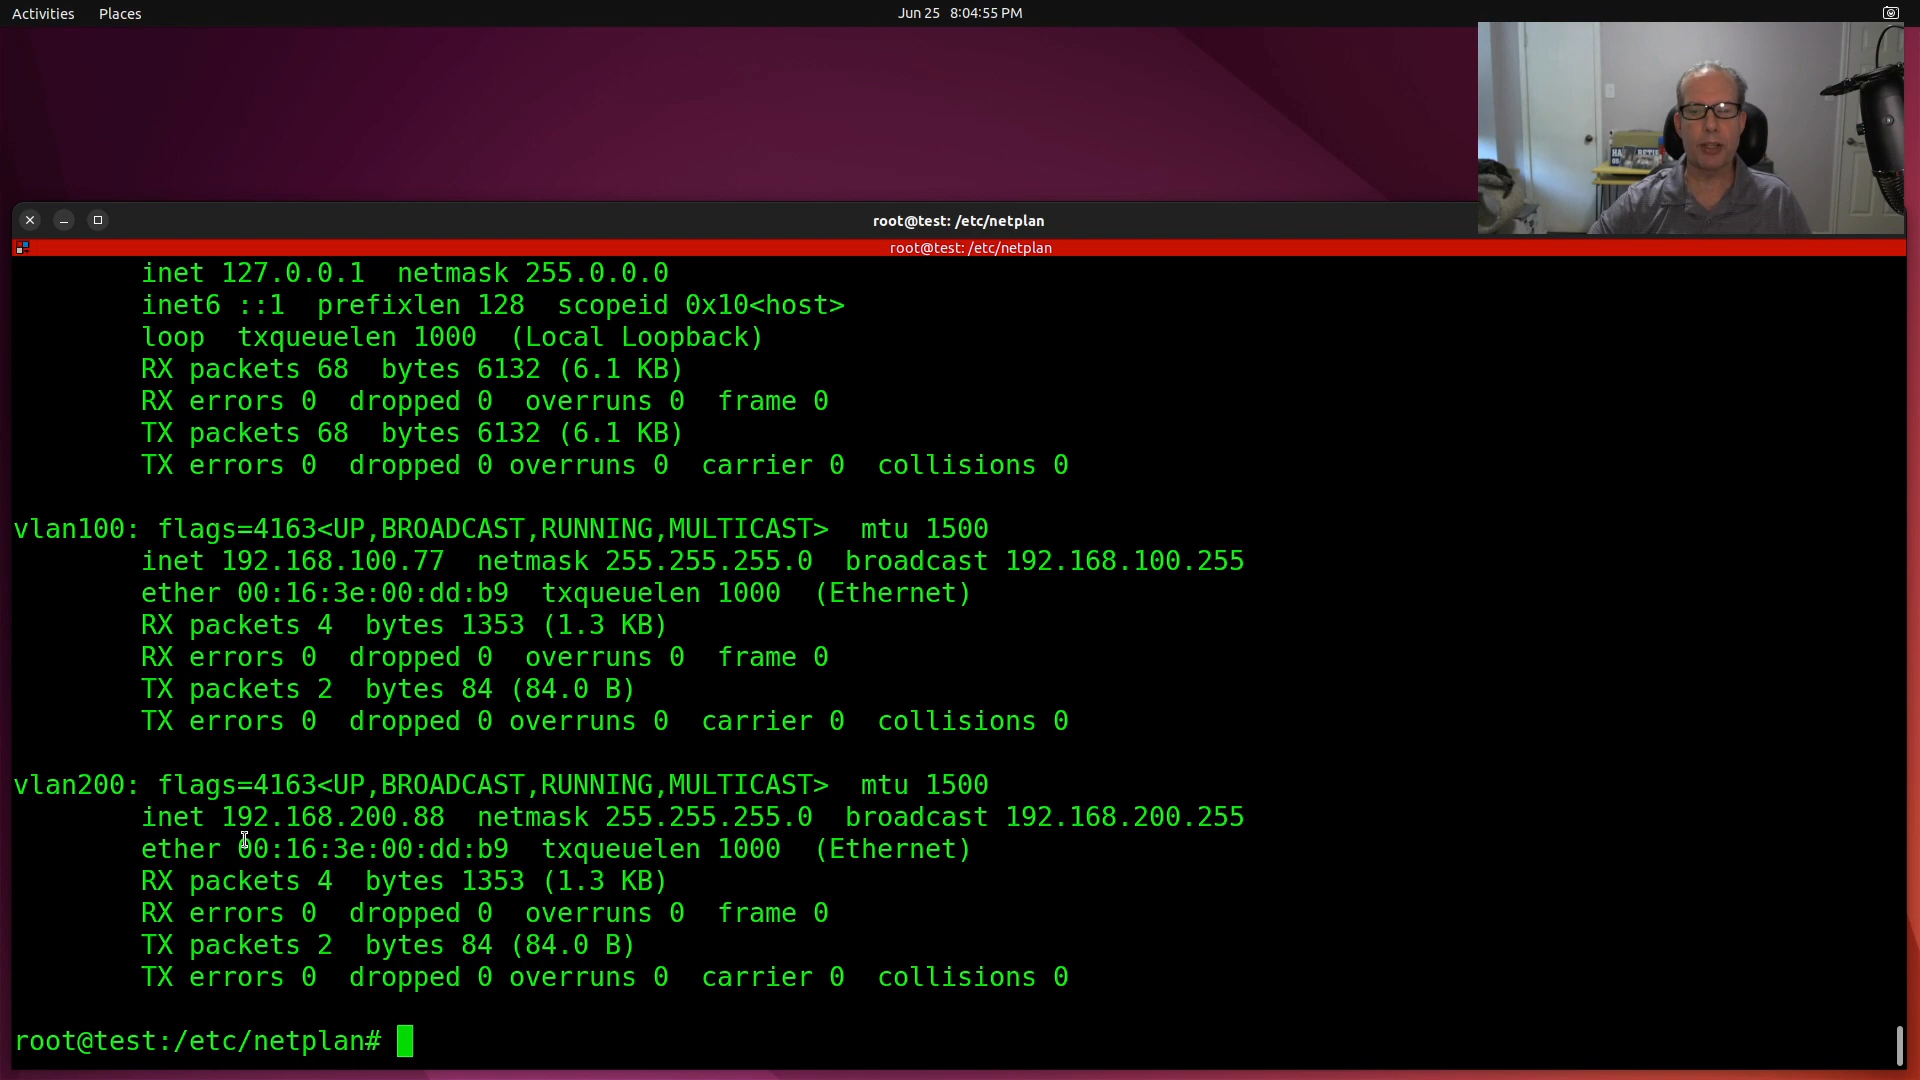 Activities Places Jun 25 8:04:55 PM
root@test: /etc/netplan
root@test: /etc/netplan
inet 127.0.0.1 netmask 255.0.0.0
inet6 ::1 prefixlen 128 scopeid 0x10<host>
loop txqueuelen 1000 (Local Loopback)
RX packets 68 bytes 6132 (6.1 KB)
RX errors 0 dropped 0 overruns 0 frame 0
TX packets 68 bytes 6132 (6.1 KB)
TX errors 0 dropped 0 overruns 0 carrier 0 collisions 0
vlan100: flags=4163<UP,BROADCAST,RUNNING,MULTICAST> mtu 1500
inet 192.168.100.77 netmask 255.255.255.0 broadcast 192.168.100.255
ether 00:16:3e:00:dd:b9 txqueuelen 1000 (Ethernet)
RX packets 4 bytes 1353 (1.3 KB)
RX errors 0 dropped 0 overruns 0 frame 0
TX packets 2 bytes 84 (84.0 B)
TX errors 0 dropped 0 overruns 0 carrier 0 collisions 0
vlan200: flags=4163<UP,BROADCAST,RUNNING,MULTICAST> mtu 1500
inet 192.168.200.88 netmask 255.255.255.0 broadcast 192.168.200.255
ether 00:16:3e:00:dd:b9 txqueuelen 1000 (Ethernet)
RX packets 4 bytes 1353 (1.3 KB)
RX errors 0 dropped 0 overruns 0 frame 0
TX packets 2 bytes 84 (84.0 B)
TX errors 0 dropped 0 overruns 0 carrier 0 collisions 0
root@test:/etc/netplan#